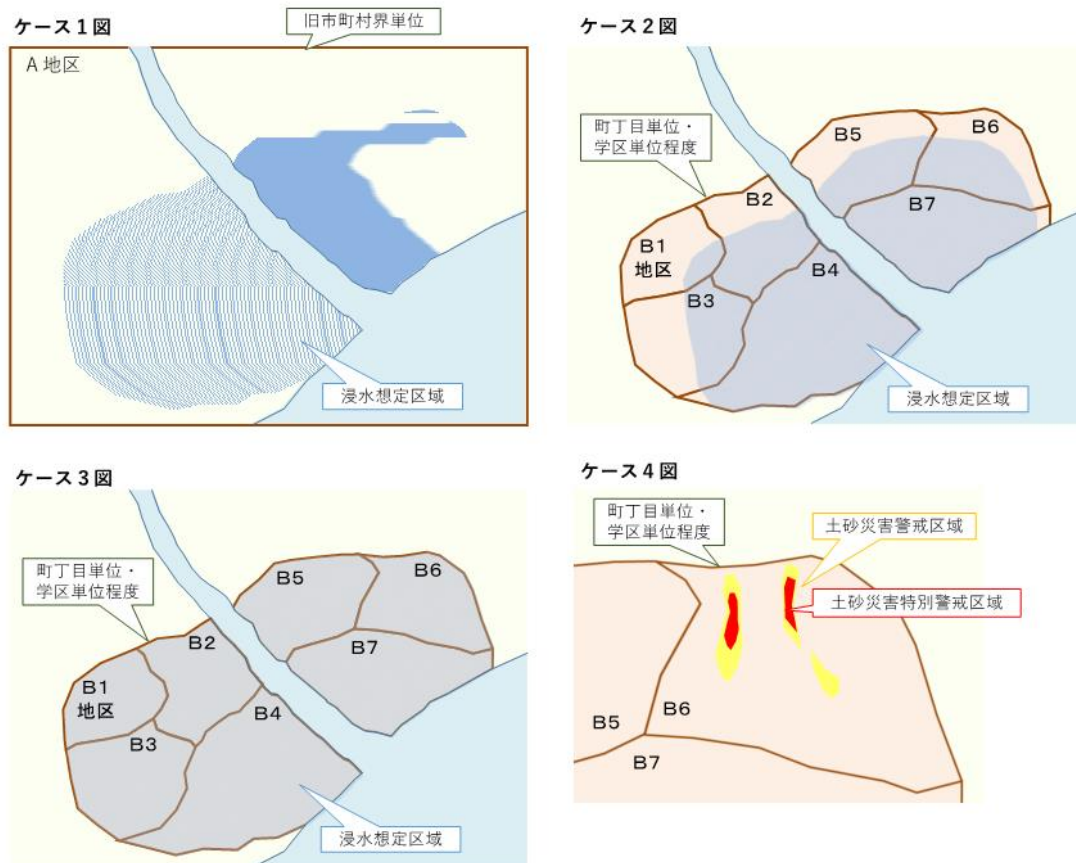 ケース1図
旧市町村界単位
A地区
浸水想定区域
ケース2図
町丁目単位・
学区単位程度
B5
B6
B2
B7
B1
地区
B4
B3
浸水想定区域
ケース3図
町丁目単位・
学区単位程度
B5
B6
B2
B7
B1
地区
B4
B3
浸水想定区域
ケース4図
町丁目単位・
学区単位程度
土砂災害警戒区域
土砂災害特別警戒区域
B5
B6
B7